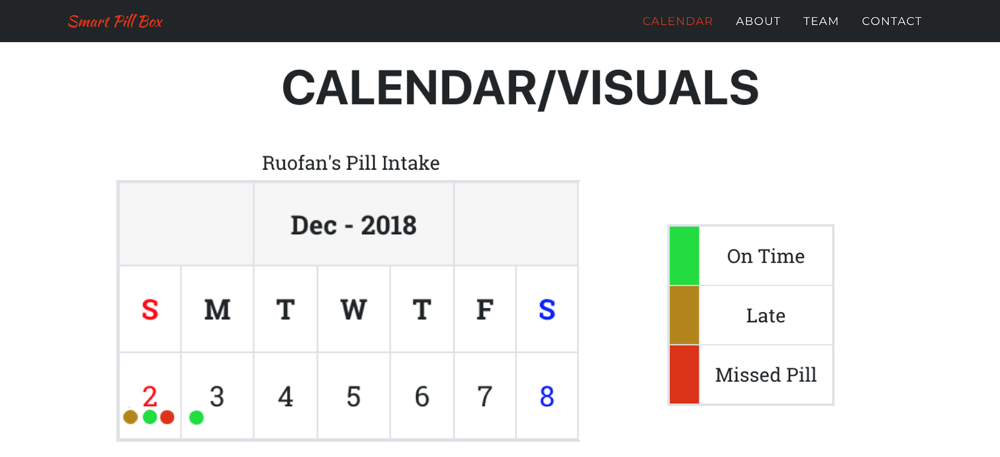 Smart Pill Box CALENDAR ABOUT TEAM CONTACT
CALENDAR/VISUALS
Ruofan's Pill Intake
Dec - 2018
S M T W T F S
2 3 4 5 6 7 8
On Time
Late
Missed Pill